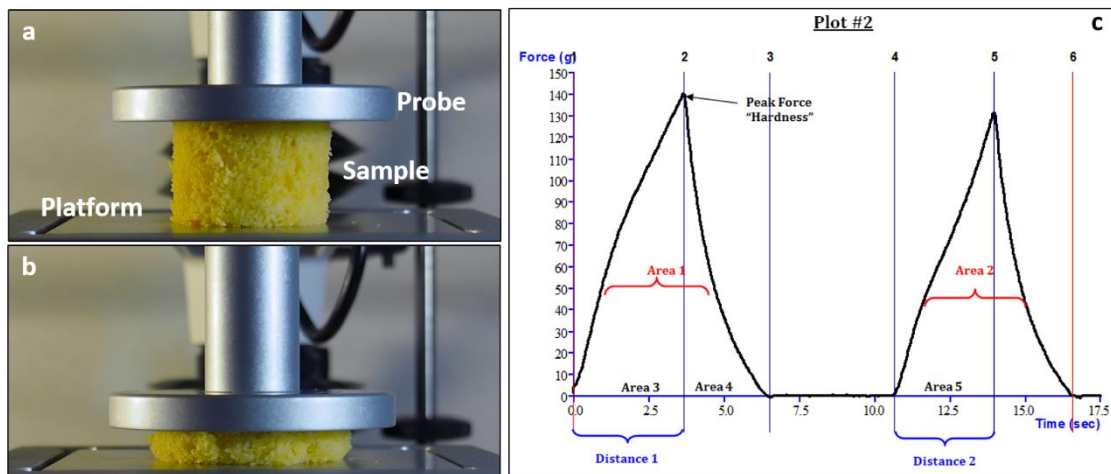 a
Probe
Sample
Platform
b
Plot #2
c
Force (g)
1 2 3 4 5 6
150
140
130
120
110
100
90
80
70
60
50
40
30
20
10
0
Peak Force
“Hardness”
Area 1
Area 2
Area 3 Area 4 Area 5
0.0 2.5 5.0 7.5 10.0 12.5 15.0 17.5
Time (sec)
Distance 1
Distance 2